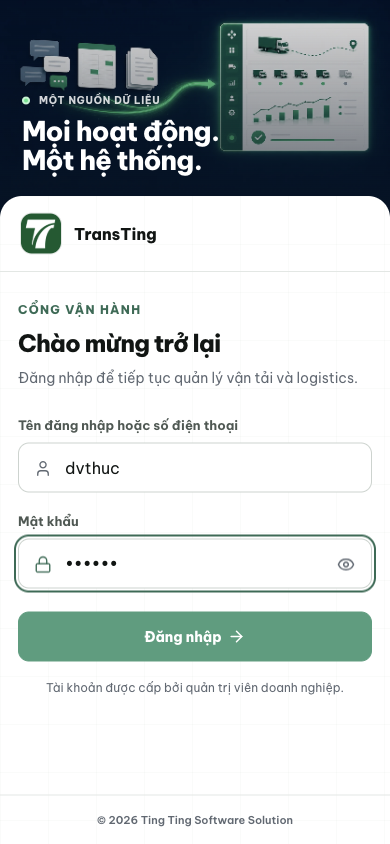 MỘT NGUỒN DỮ LIỆU
Mọi hoạt động.
Một hệ thống.
TransTing
CỔNG VẬN HÀNH
Chào mừng trở lại
Đăng nhập để tiếp tục quản lý vận tải và logistics.
Tên đăng nhập hoặc số điện thoại
dvthuc
Mật khẩu
••••••
Đăng nhập →
Tài khoản được cấp bởi quản trị viên doanh nghiệp.
© 2026 Ting Ting Software Solution